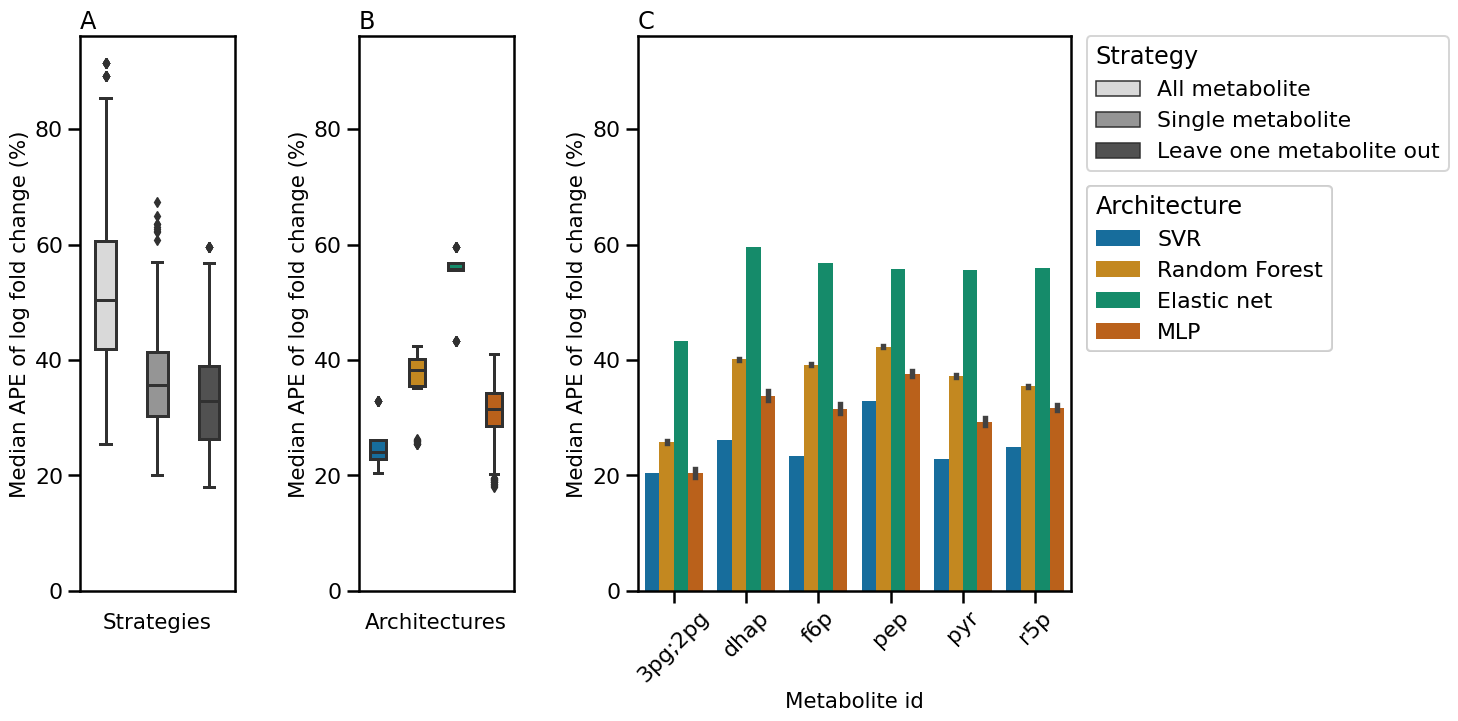 A
Median APE of log fold change (%)
80
60
40
20
0
Strategies
B
Median APE of log fold change (%)
80
60
40
20
0
Architectures
C
Median APE of log fold change (%)
80
60
40
20
0
3pg;2pg
dhap
f6p
pep
pyr
r5p
Metabolite id
Strategy
All metabolite
Single metabolite
Leave one metabolite out
Architecture
SVR
Random Forest
Elastic net
MLP